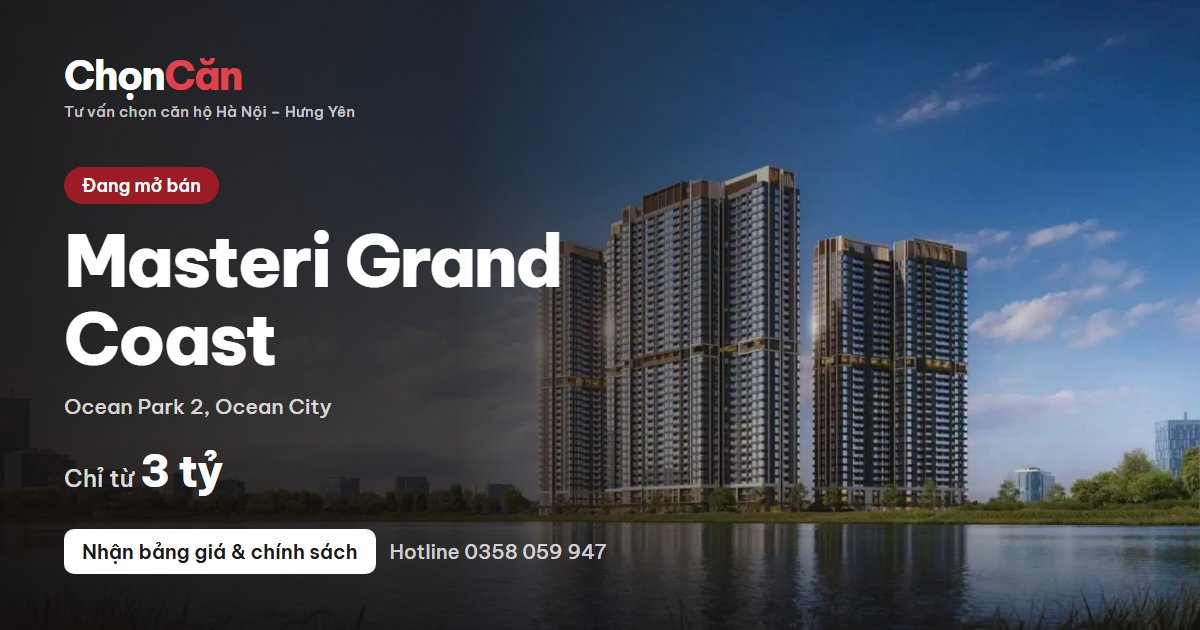 ChọnCăn
Tư vấn chọn căn hộ Hà Nội – Hưng Yên
Đang mở bán
Masteri Grand
Coast
Ocean Park 2, Ocean City
Chỉ từ 3 tỷ
Nhận bảng giá & chính sách
Hotline 0358 059 947